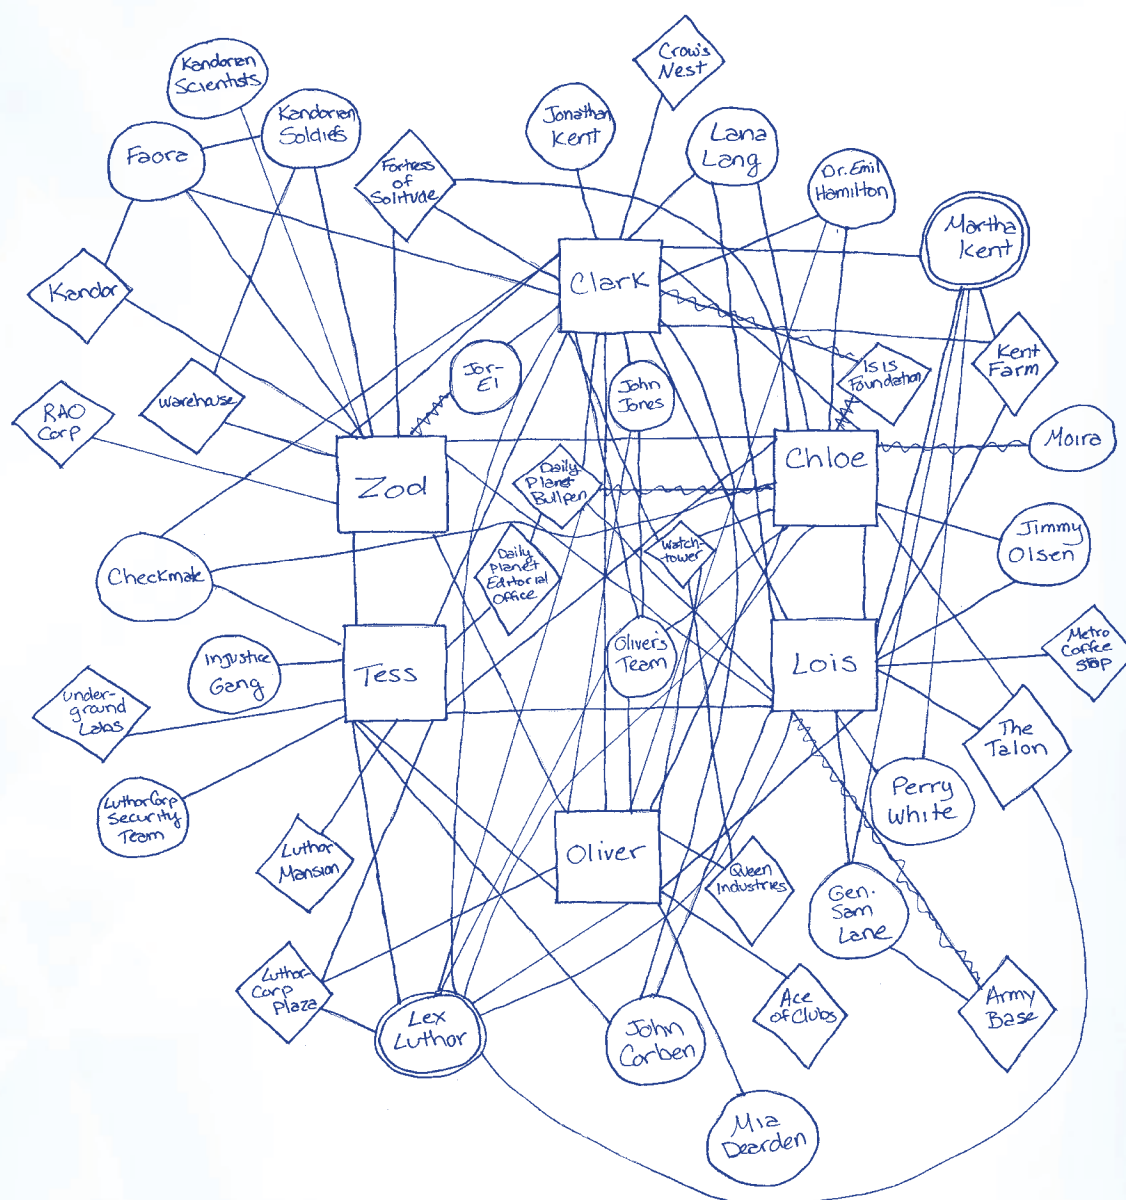 Crow's
Nest
Kandorian
Scientists
Kandorian
Soldiers
Jonathan
Kent
Lana
Lang
Faora
Fortress
of
Solitude
Dr. Emil
Hamilton
Martha
Kent
Clark
Kandor
Jor-
El
John
Jones
Isis
Foundation
Kent
Farm
Warehouse
RAO
Corp
Moira
Zod
Daily
Planet
Bullpen
Chloe
Jimmy
Olsen
Watch-
tower
Daily
Planet
Editorial
Office
Checkmate
Oliver's
Team
Metro
Coffee
Stop
Injustice
Gang
Tess
Lois
Under-
ground
Labs
The
Talon
LuthorCorp
Security
Team
Perry
White
Luthor
Mansion
Oliver
Queen
Industries
Gen.
Sam
Lane
Luthor-
Corp
Plaza
Lex
Luthor
John
Corben
Ace
of Clubs
Army
Base
Mia
Dearden